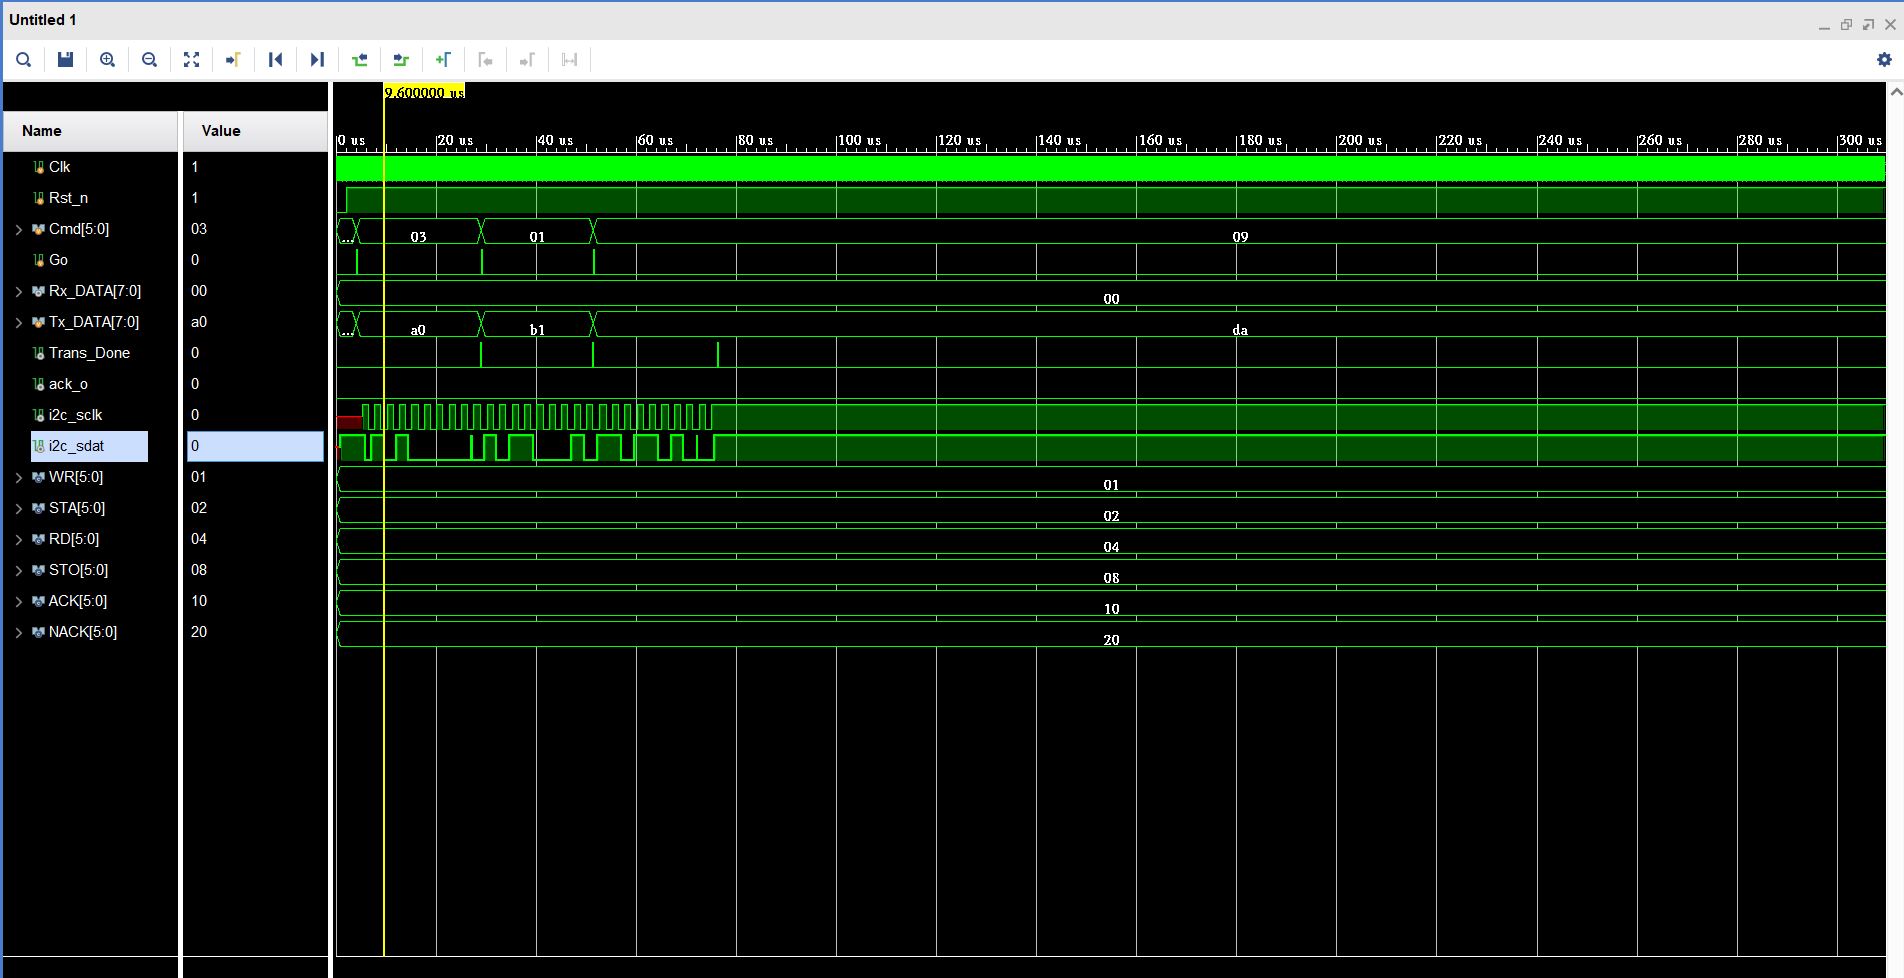 Untitled 1
9.600000 us
Name Value
0 us 20 us 40 us 60 us 80 us 100 us 120 us 140 us 160 us 180 us 200 us 220 us 240 us 260 us 280 us 300 us
Clk 1
Rst_n 1
Cmd[5:0] 03 ... 03 01 09
Go 0
Rx_DATA[7:0] 00 00
Tx_DATA[7:0] a0 ... a0 b1 da
Trans_Done 0
ack_o 0
i2c_sclk 0
i2c_sdat 0
WR[5:0] 01 01
STA[5:0] 02 02
RD[5:0] 04 04
STO[5:0] 08 08
ACK[5:0] 10 10
NACK[5:0] 20 20